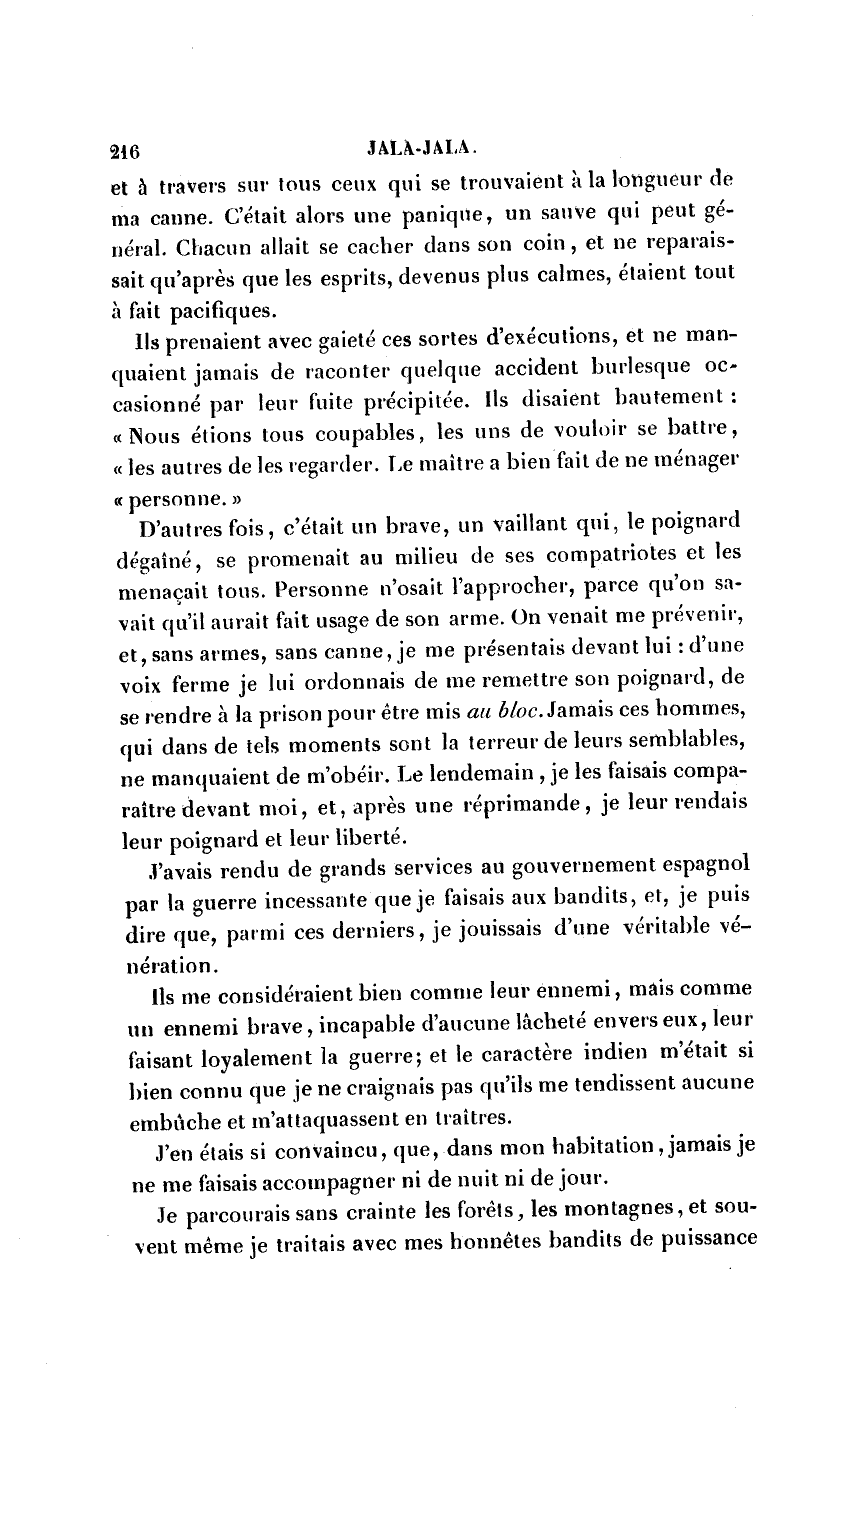 216 JALA-JALA.
et à travers sur tous ceux qui se trouvaient à la longueur de
ma canne. C'était alors une panique, un sauve qui peut gé-
néral. Chacun allait se cacher dans son coin, et ne reparais-
sait qu'après que les esprits, devenus plus calmes, étaient tout
à fait pacifiques.
Ils prenaient avec gaieté ces sortes d'exécutions, et ne man-
quaient jamais de raconter quelque accident burlesque oc-
casionné par leur fuite précipitée. Ils disaient hautement :
« Nous étions tous coupables, les uns de vouloir se battre,
« les autres de les regarder. Le maître a bien fait de ne ménager
« personne. »
D'autres fois, c'était un brave, un vaillant qui, le poignard
dégaîné, se promenait au milieu de ses compatriotes et les
menaçait tous. Personne n'osait l'approcher, parce qu'on sa-
vait qu'il aurait fait usage de son arme. On venait me prévenir,
et, sans armes, sans canne, je me présentais devant lui : d'une
voix ferme je lui ordonnais de me remettre son poignard, de
se rendre à la prison pour être mis au bloc. Jamais ces hommes,
qui dans de tels moments sont la terreur de leurs semblables,
ne manquaient de m'obéir. Le lendemain, je les faisais compa-
raître devant moi, et, après une réprimande, je leur rendais
leur poignard et leur liberté.
J'avais rendu de grands services au gouvernement espagnol
par la guerre incessante que je faisais aux bandits, et, je puis
dire que, parmi ces derniers, je jouissais d'une véritable vé-
nération.
Ils me considéraient bien comme leur ennemi, mais comme
un ennemi brave, incapable d'aucune lâcheté envers eux, leur
faisant loyalement la guerre; et le caractère indien m'était si
bien connu que je ne craignais pas qu'ils me tendissent aucune
embûche et m'attaquassent en traîtres.
J'en étais si convaincu, que, dans mon habitation, jamais je
ne me faisais accompagner ni de nuit ni de jour.
Je parcourais sans crainte les forêts, les montagnes, et sou-
vent même je traitais avec mes honnêtes bandits de puissance